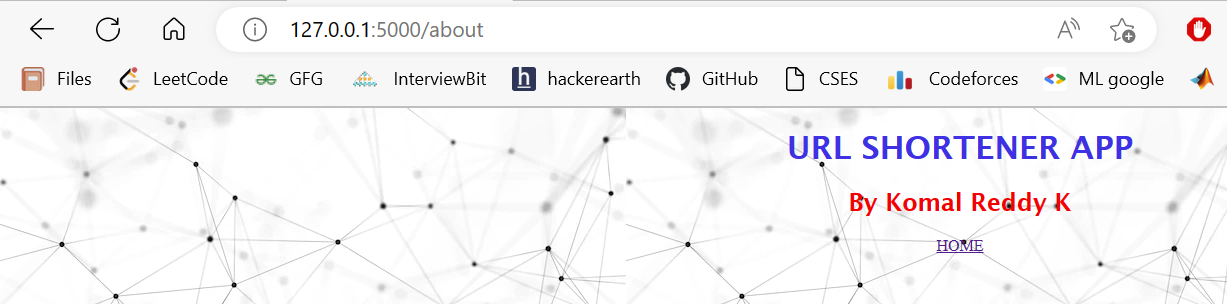 127.0.0.1:5000/about
Files LeetCode GFG InterviewBit hackerearth GitHub CSES Codeforces ML google
URL SHORTENER APP
By Komal Reddy K
HOME